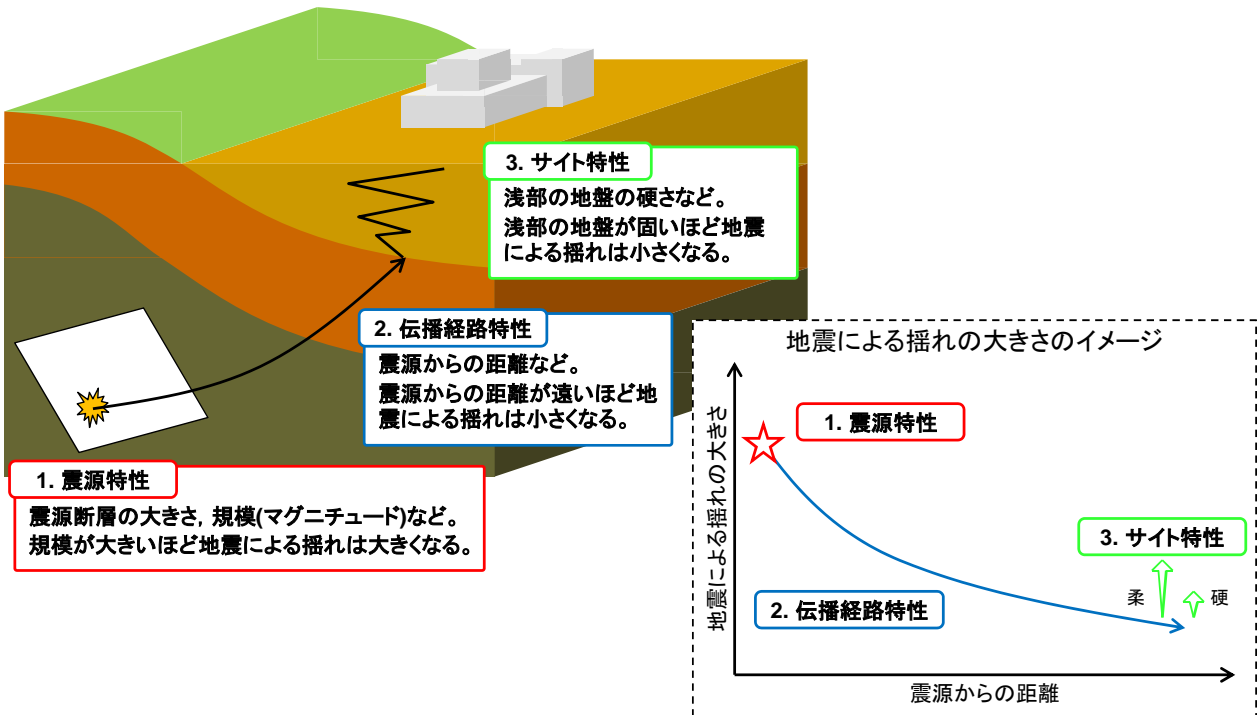 3. サイト特性
浅部の地盤の硬さなど。
浅部の地盤が固いほど地震
による揺れは小さくなる。
2. 伝播経路特性
震源からの距離など。
震源からの距離が遠いほど地
震による揺れは小さくなる。
1. 震源特性
震源断層の大きさ, 規模(マグニチュード)など。
規模が大きいほど地震による揺れは大きくなる。
地震による揺れの大きさのイメージ
地震による揺れの大きさ
1. 震源特性
3. サイト特性
柔
硬
2. 伝播経路特性
震源からの距離